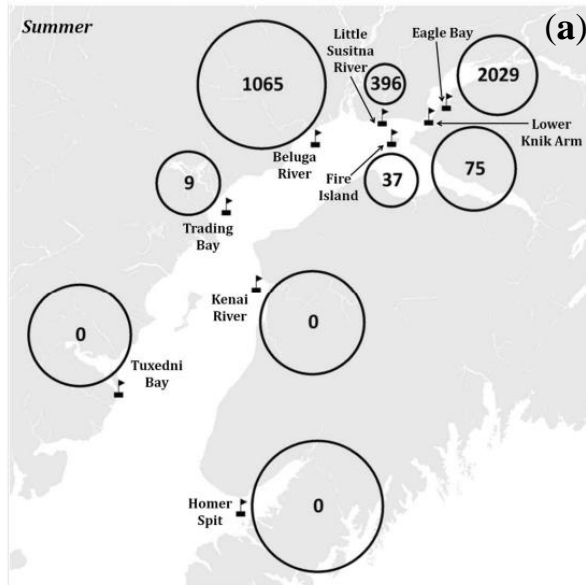 Summer
(a)
Little
Susitna
River
Eagle Bay
1065
396
2029
Beluga
River
Fire
Island
Lower
Knik Arm
9
37
75
Trading
Bay
Kenai
River
0
0
Tuxedni
Bay
Homer
Spit
0